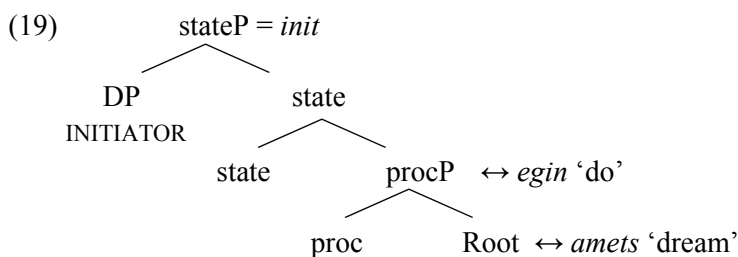 (19) stateP = init
DP state
INITIATOR
state procP ↔ egin ‘do’
proc Root ↔ amets ‘dream’